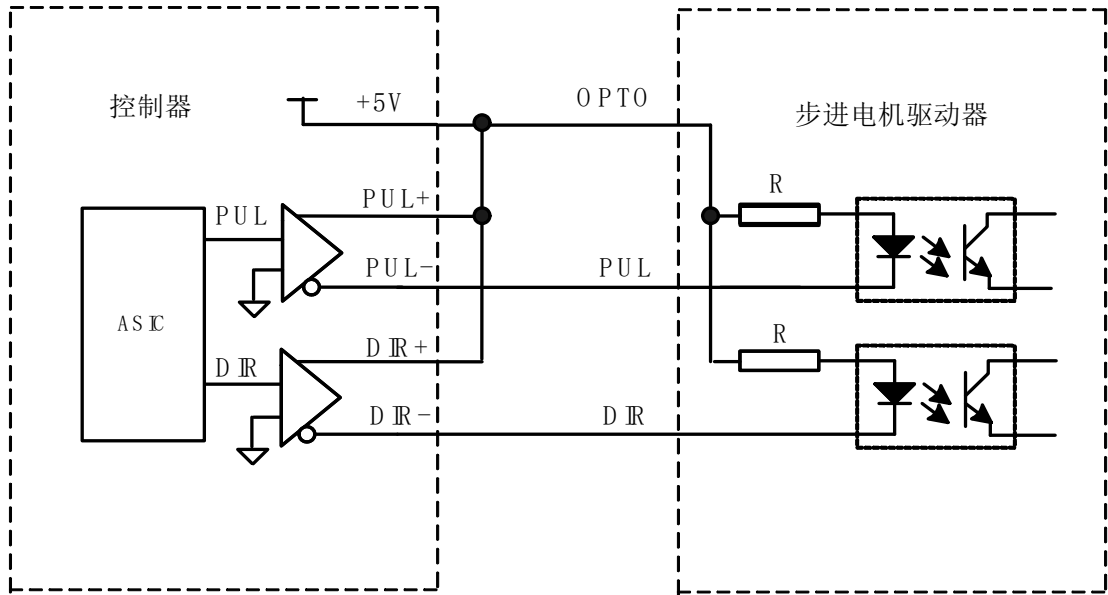 控制器
+5V
OPTO
步进电机驱动器
PUL+
R
PUL
PUL-
PUL
ASIC
DIR+
R
DIR
DIR-
DIR